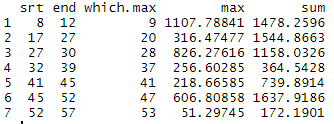 srt end which.max max sum
1 8 12 9 1107.78841 1478.2596
2 17 27 20 316.47477 1544.8663
3 27 30 28 826.27616 1158.0326
4 32 39 37 256.60285 364.5428
5 41 45 41 218.66585 739.8914
6 45 52 47 606.80858 1637.9186
7 52 57 53 51.29745 172.1901